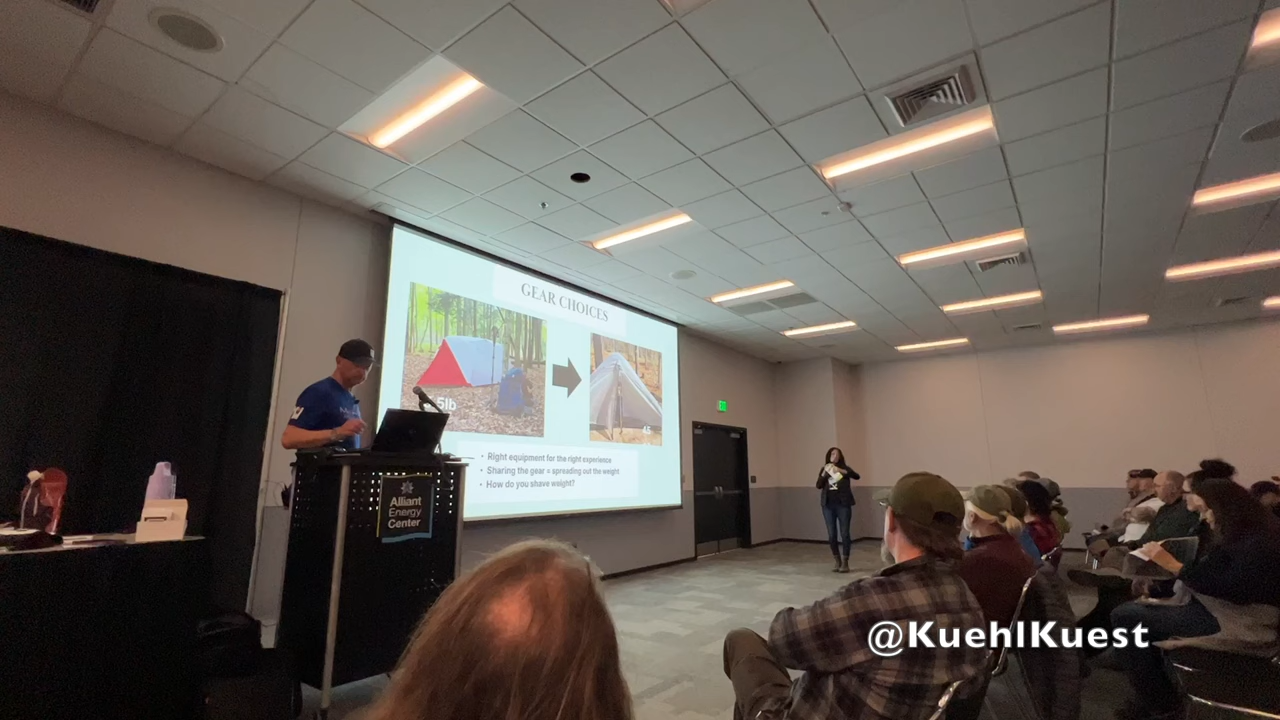 GEAR CHOICES
5lb
• Right equipment for the right experience
• Sharing the gear = spreading out the weight
• How do you shave weight?
Alliant
Energy
Center
@KuehlKuest